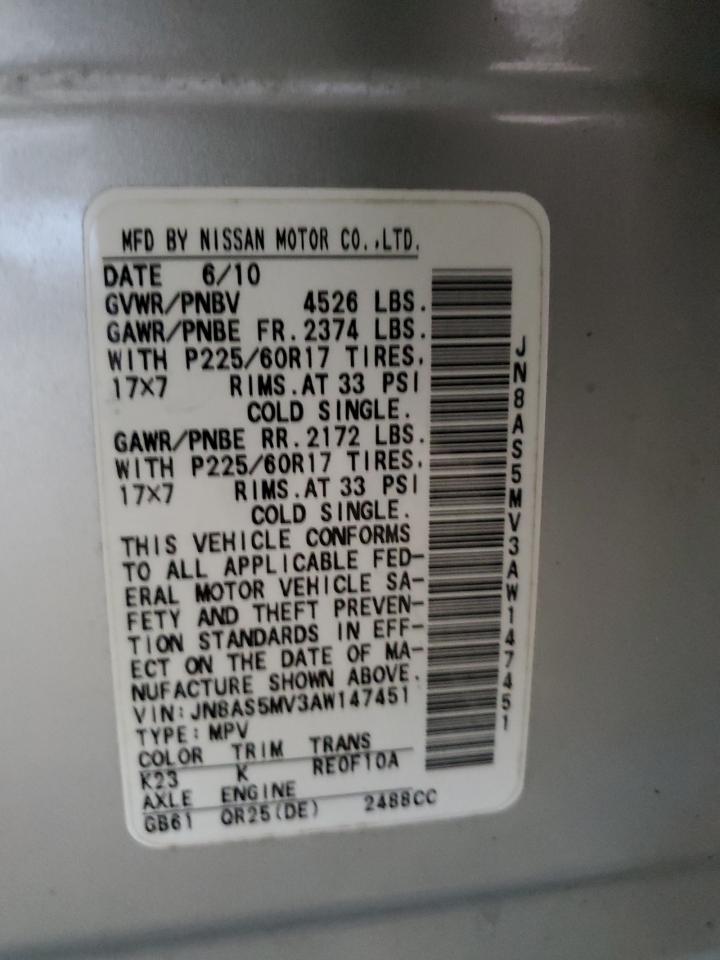 MFD BY NISSAN MOTOR CO.,LTD.
DATE 6/10
GVWR/PNBV 4526 LBS.
GAWR/PNBE FR. 2374 LBS.
WITH P225/60R17 TIRES.
17×7 RIMS.AT 33 PSI
COLD SINGLE.
GAWR/PNBE RR. 2172 LBS.
WITH P225/60R17 TIRES.
17×7 RIMS.AT 33 PSI
COLD SINGLE.
THIS VEHICLE CONFORMS
TO ALL APPLICABLE FED-
ERAL MOTOR VEHICLE SA-
FETY AND THEFT PREVEN-
TION STANDARDS IN EFF-
ECT ON THE DATE OF MA-
NUFACTURE SHOWN ABOVE.
VIN:JN8AS5MV3AW147451
TYPE:MPV
COLOR TRIM TRANS
K23 K RE0F10A
AXLE ENGINE
GB61 QR25(DE) 2488CC
JN8AS5MV3AW147451